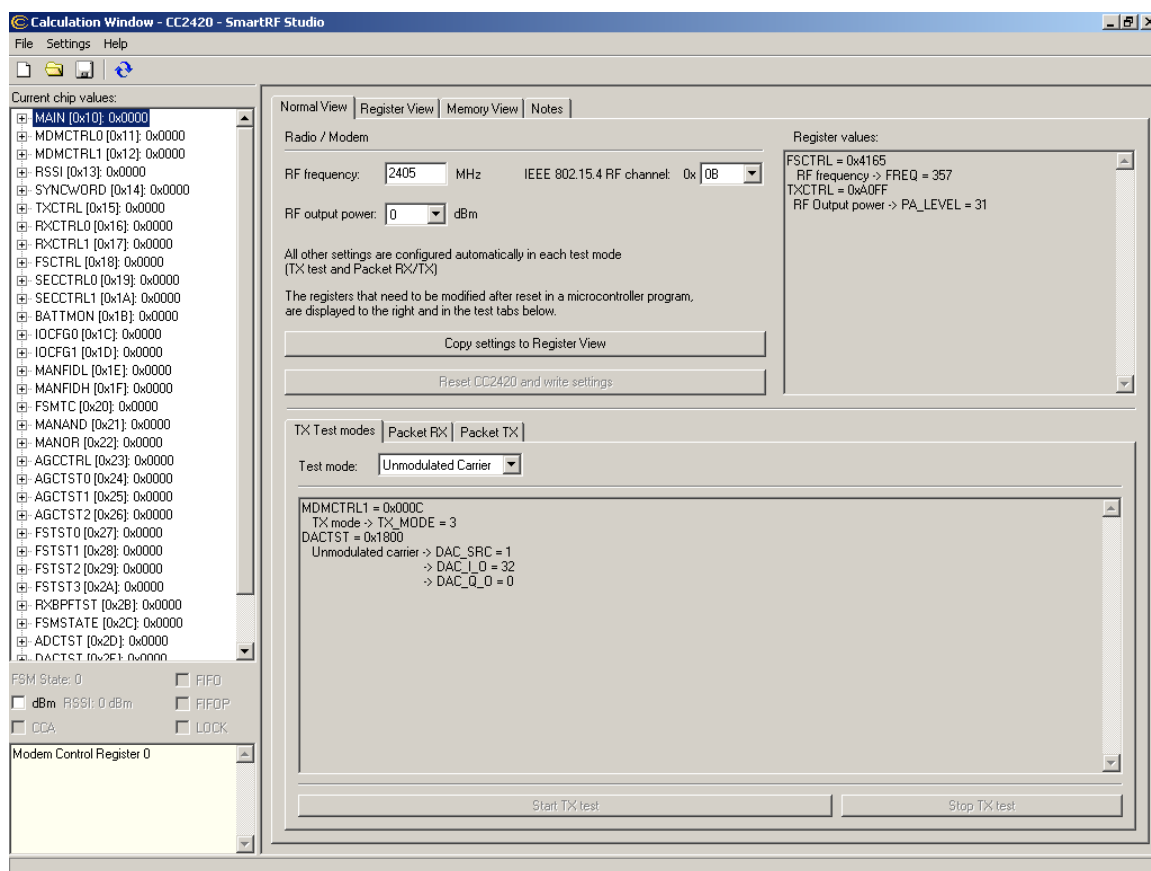 Calculation Window - CC2420 - SmartRF Studio
File Settings Help
Current chip values:
MAIN [0x10]: 0x0000
MDMCTRL0 [0x11]: 0x0000
MDMCTRL1 [0x12]: 0x0000
RSSI [0x13]: 0x0000
SYNCWORD [0x14]: 0x0000
TXCTRL [0x15]: 0x0000
RXCTRL0 [0x16]: 0x0000
RXCTRL1 [0x17]: 0x0000
FSCTRL [0x18]: 0x0000
SECCTRL0 [0x19]: 0x0000
SECCTRL1 [0x1A]: 0x0000
BATTMON [0x1B]: 0x0000
IOCFG0 [0x1C]: 0x0000
IOCFG1 [0x1D]: 0x0000
MANFIDL [0x1E]: 0x0000
MANFIDH [0x1F]: 0x0000
FSMTC [0x20]: 0x0000
MANAND [0x21]: 0x0000
MANOR [0x22]: 0x0000
AGCCTRL [0x23]: 0x0000
AGCTST0 [0x24]: 0x0000
AGCTST1 [0x25]: 0x0000
AGCTST2 [0x26]: 0x0000
FSTST0 [0x27]: 0x0000
FSTST1 [0x28]: 0x0000
FSTST2 [0x29]: 0x0000
FSTST3 [0x2A]: 0x0000
RXBPFTST [0x2B]: 0x0000
FSMSTATE [0x2C]: 0x0000
ADCTST [0x2D]: 0x0000
DACTST [0x2E]: 0x0000
FSM State: 0 FIFO
dBm RSSI: 0 dBm FIFOP
CCA LOCK
Modem Control Register 0
Normal View Register View Memory View Notes
Radio / Modem
RF frequency: 2405 MHz IEEE 802.15.4 RF channel: 0x 0B
RF output power: 0 dBm
All other settings are configured automatically in each test mode
(TX test and Packet RX/TX)
The registers that need to be modified after reset in a microcontroller program,
are displayed to the right and in the test tabs below.
Copy settings to Register View
Reset CC2420 and write settings
Register values:
FSCTRL = 0x4165
RF frequency -> FREQ = 357
TXCTRL = 0xA0FF
RF Output power -> PA_LEVEL = 31
TX Test modes Packet RX Packet TX
Test mode: Unmodulated Carrier
MDMCTRL1 = 0x000C
TX mode -> TX_MODE = 3
DACTST = 0x1800
Unmodulated carrier -> DAC_SRC = 1
-> DAC_I_O = 32
-> DAC_Q_O = 0
Start TX test Stop TX test